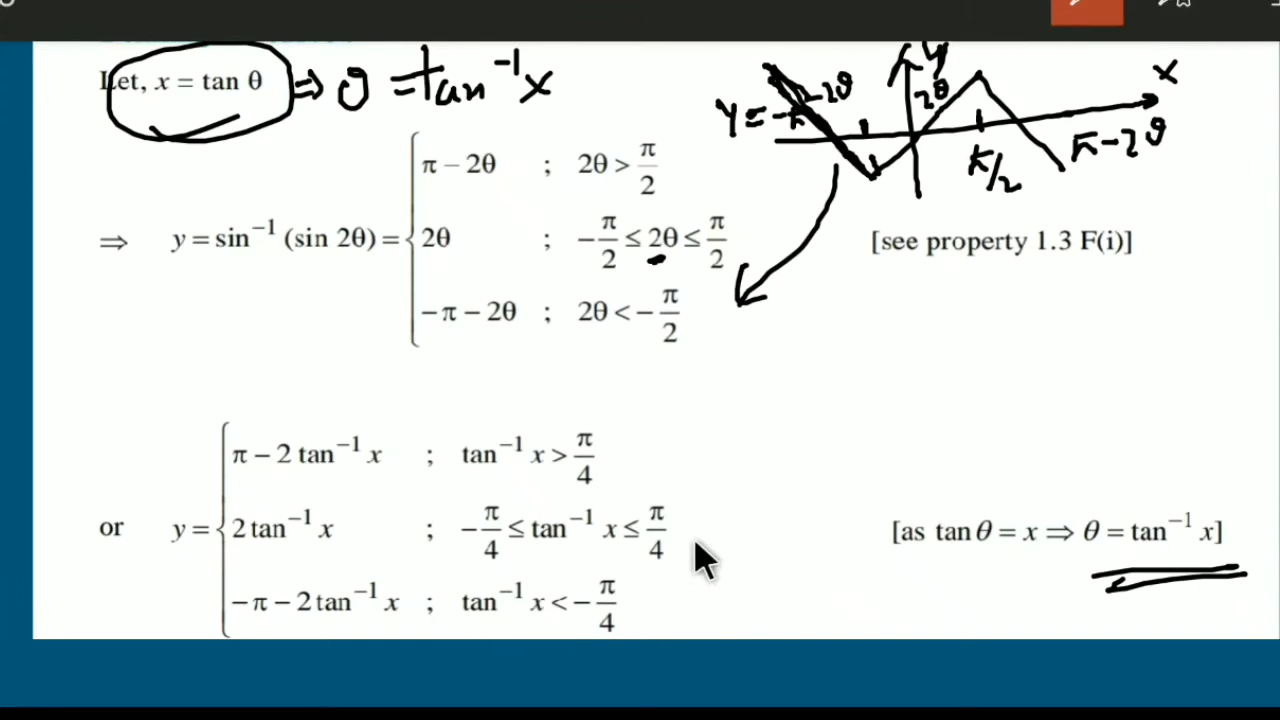 Let, x = tan θ ⇒ θ = tan⁻¹ x
y
x
y = -π-2θ
2θ
π/2
π-2θ
π − 2θ ; 2θ > π/2
⇒ y = sin⁻¹ (sin 2θ) = { 2θ ; −π/2 ≤ 2θ ≤ π/2 [see property 1.3 F(i)]
−π − 2θ ; 2θ < −π/2
π − 2 tan⁻¹ x ; tan⁻¹ x > π/4
or y = { 2 tan⁻¹ x ; −π/4 ≤ tan⁻¹ x ≤ π/4 [as tan θ = x ⇒ θ = tan⁻¹ x]
−π − 2 tan⁻¹ x ; tan⁻¹ x < −π/4